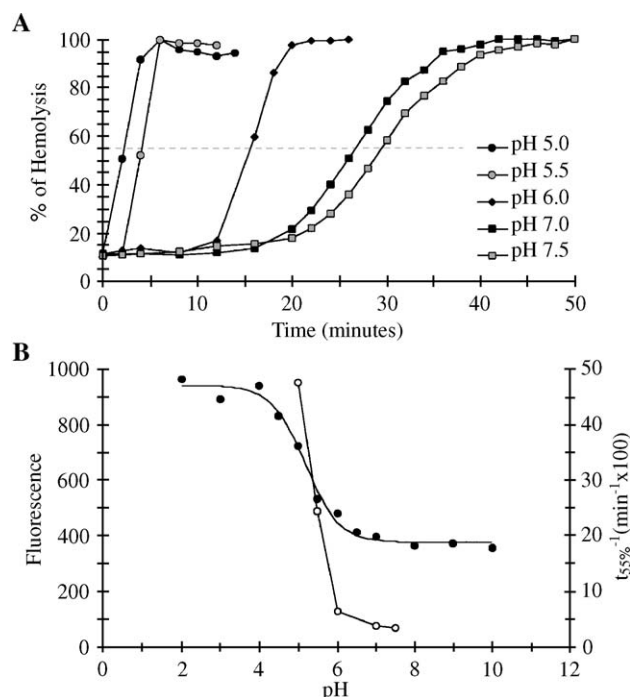 A
% of Hemolysis
100
80
60
40
20
0
pH 5.0
pH 5.5
pH 6.0
pH 7.0
pH 7.5
0 10 20 30 40 50
Time (minutes)
B
Fluorescence
1000
800
600
400
200
0
50
40
30
20
10
0
t55%-1(min-1x100)
0 2 4 6 8 10 12
pH